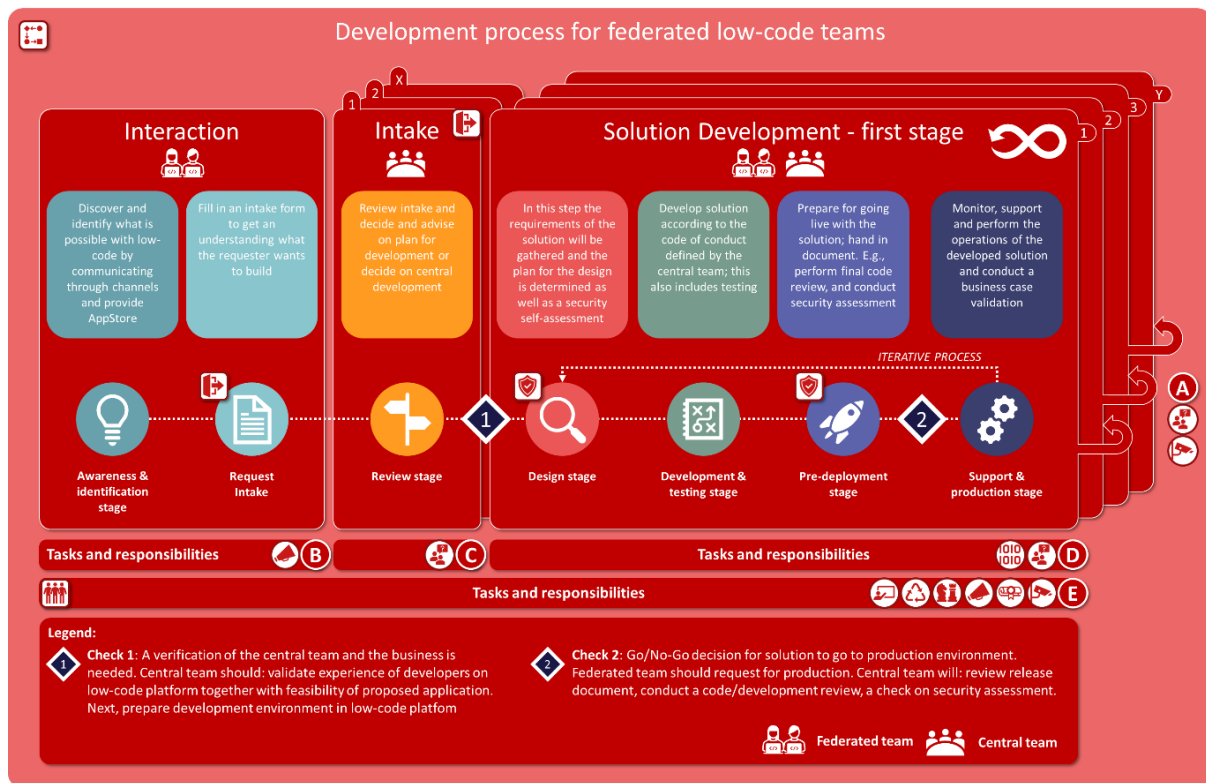 Development process for federated low-code teams
X
2
1
Y
3
2
1
Interaction
Intake
Solution Development - first stage
Discover and
identify what is
possible with low-
code by
communicating
through channels
and provide
AppStore
Fill in an intake form
to get an
understanding what
the requester wants
to build
Review intake and
decide and advise
on plan for
development or
decide on central
development
In this step the
requirements of the
solution will be
gathered and the
plan for the design
is determined as
well as a security
self-assessment
Develop solution
according to the
code of conduct
defined by the
central team; this
also includes testing
Prepare for going
live with the
solution; hand in
document. E.g.,
perform final code
review, and conduct
security assessment
Monitor, support
and perform the
operations of the
developed solution
and conduct a
business case
validation
ITERATIVE PROCESS
1
2
A
Awareness &
identification
stage
Request
Intake
Review stage
Design stage
Development &
testing stage
Pre-deployment
stage
Support &
production stage
Tasks and responsibilities
B
C
Tasks and responsibilities
010
010
D
Tasks and responsibilities
E
Legend:
1
Check 1: A verification of the central team and the business is
needed. Central team should: validate experience of developers on
low-code platform together with feasibility of proposed application.
Next, prepare development environment in low-code platfom
2
Check 2: Go/No-Go decision for solution to go to production environment.
Federated team should request for production. Central team will: review release
document, conduct a code/development review, a check on security assessment.
Federated team
Central team